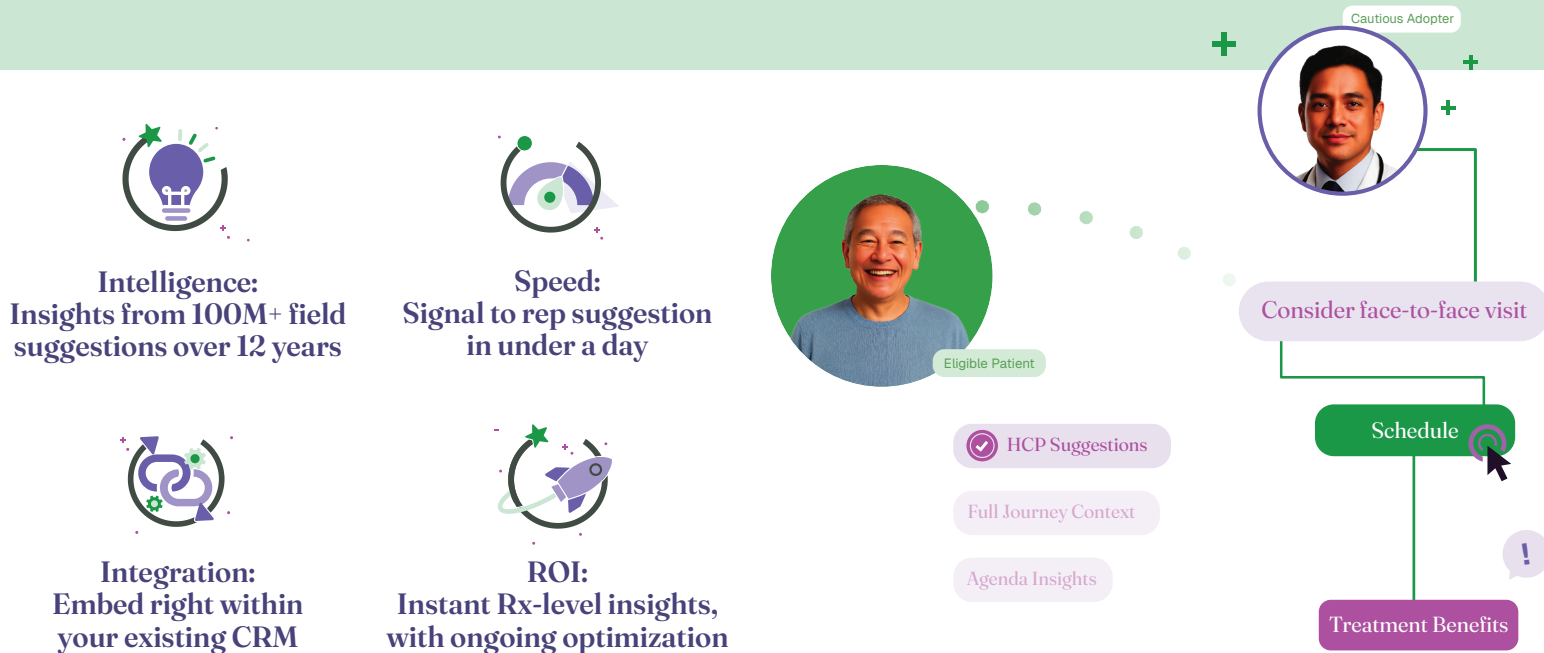 Cautious Adopter
Intelligence:
Insights from 100M+ field
suggestions over 12 years
Speed:
Signal to rep suggestion
in under a day
Integration:
Embed right within
your existing CRM
ROI:
Instant Rx-level insights,
with ongoing optimization
Eligible Patient
Consider face-to-face visit
HCP Suggestions
Full Journey Context
Agenda Insights
Schedule
!
Treatment Benefits